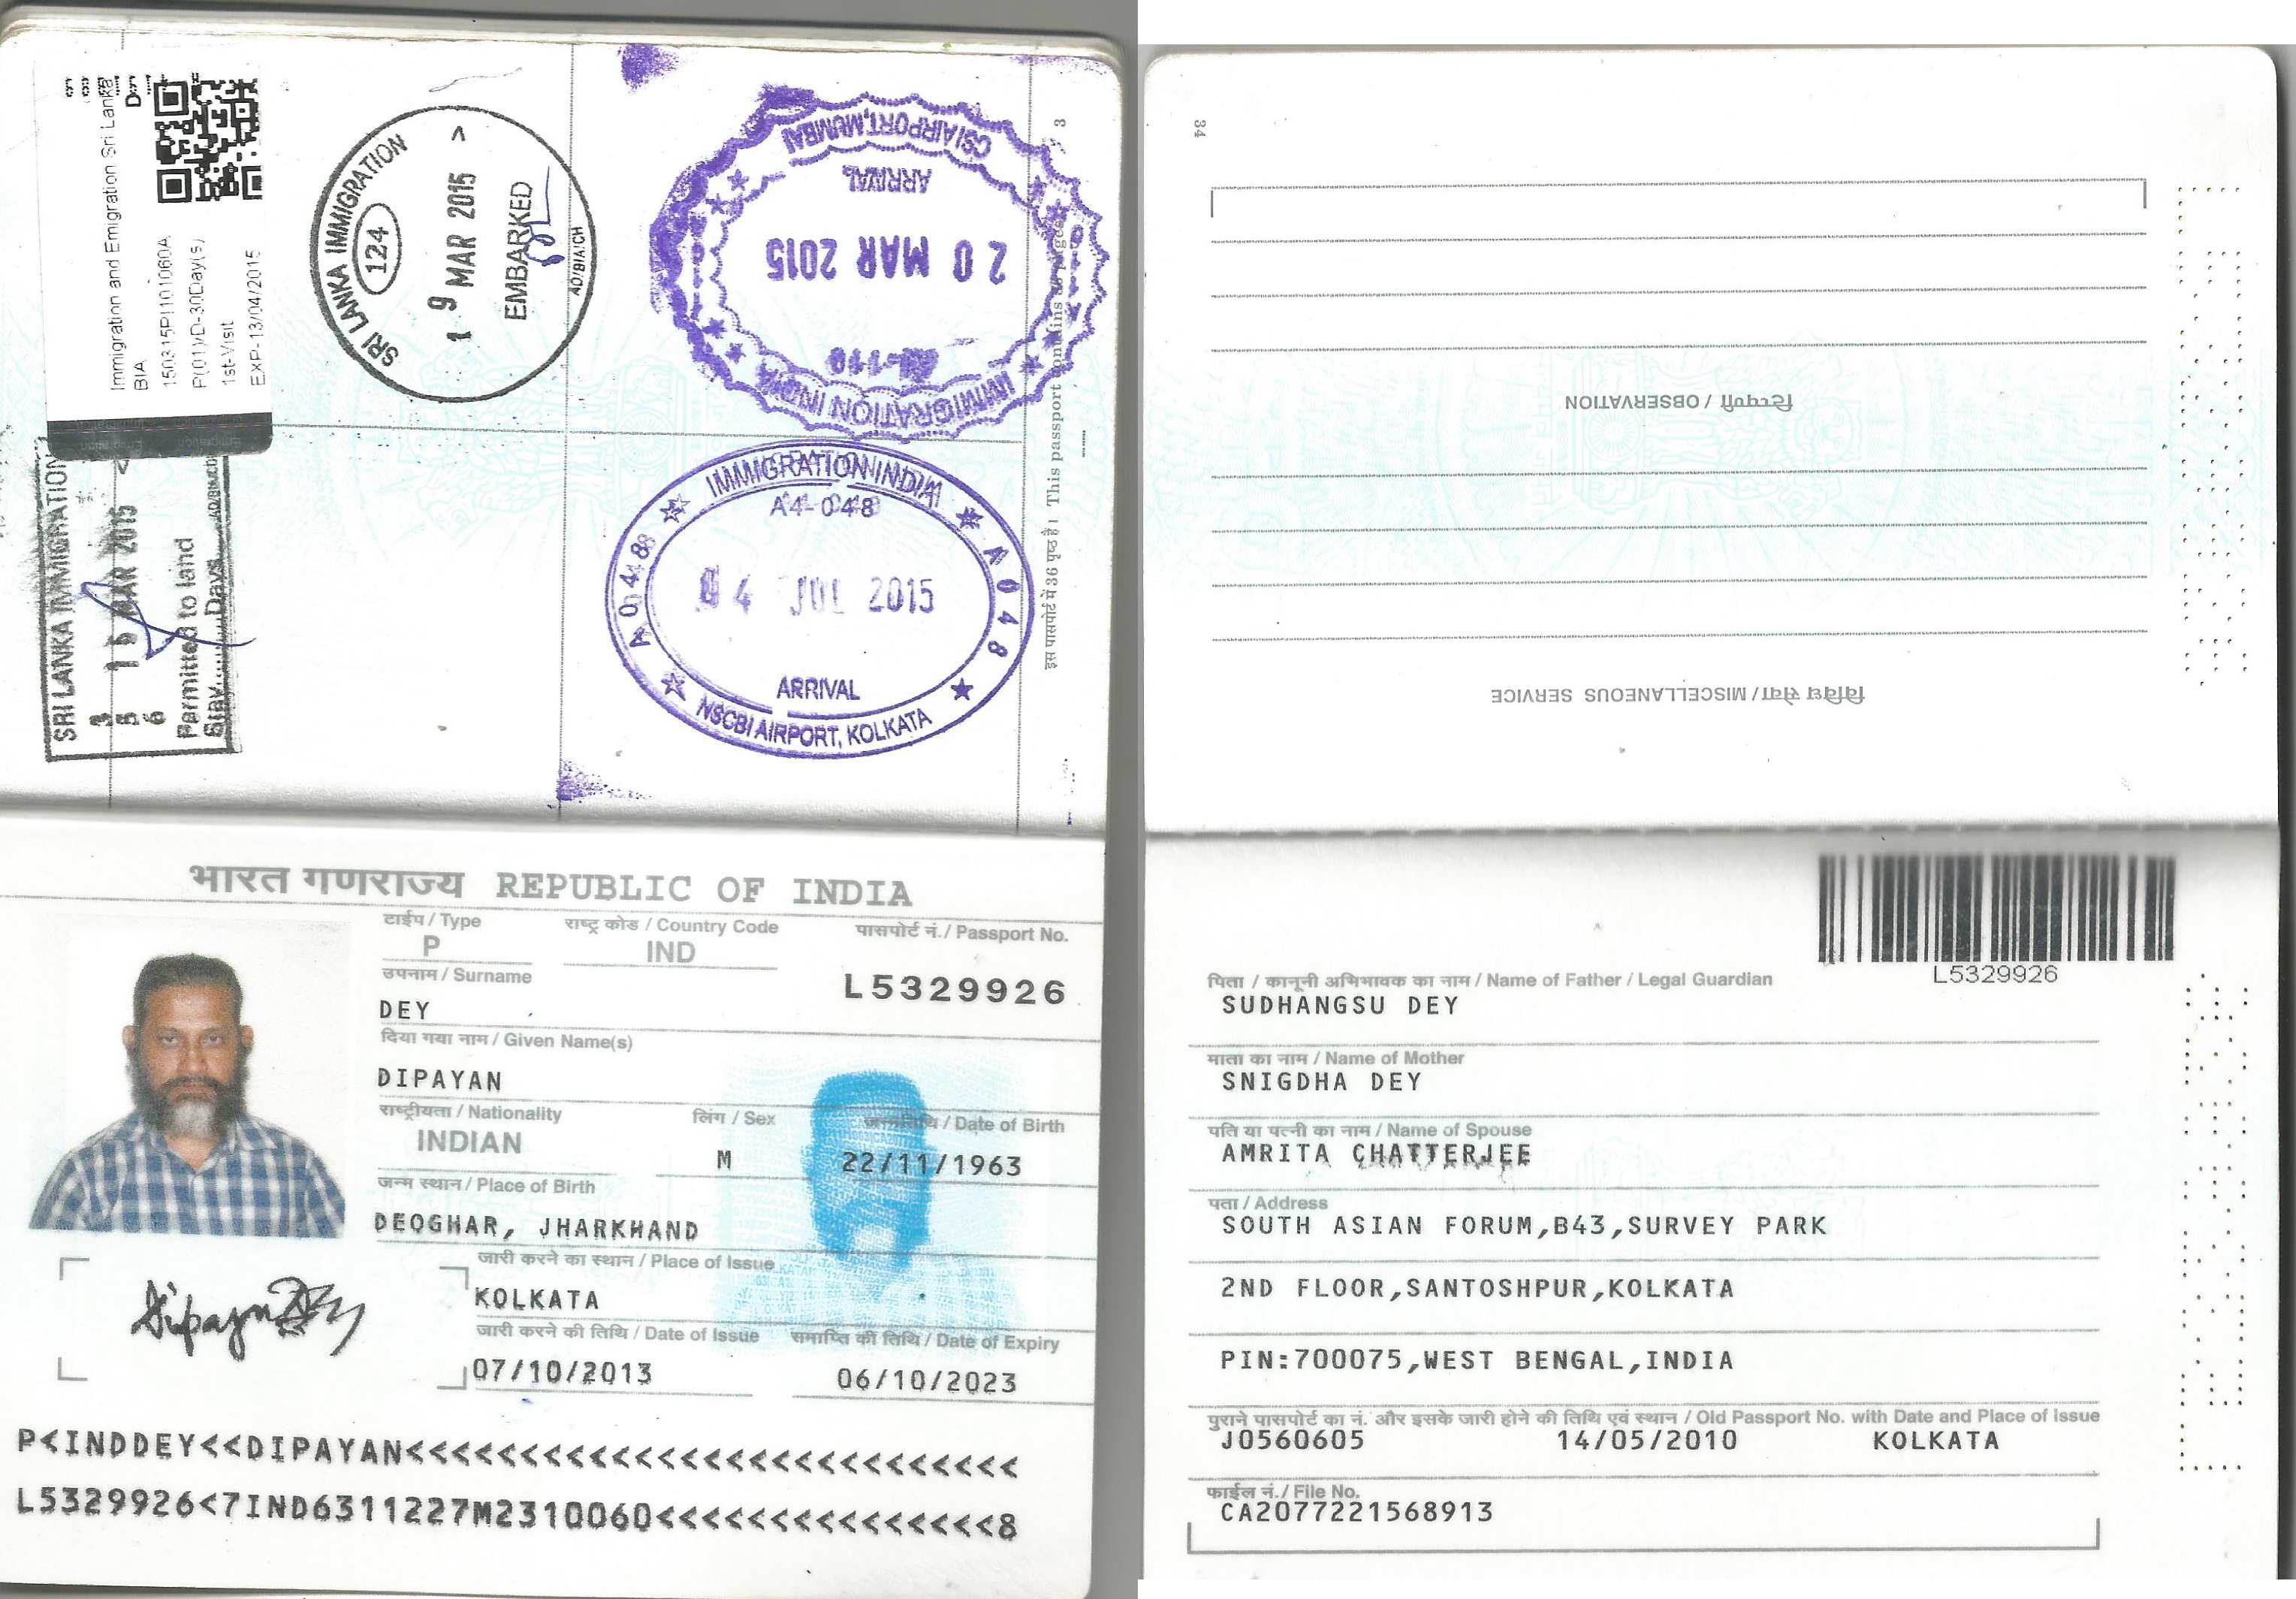 Immigration and Emigration Sri Lanka
BIA
150315P11101060A
P(01)/D-30Day(s)
1st-Visit
EXP-13/04/2015
SRI LANKA IMMIGRATION
MAR 2015
Permitted to land
Stay......Days
SRI LANKA IMMIGRATION
124
19 MAR 2015
EMBARKED
AD/BIA/CH
CSI AIRPORT, MUMBAI
ARRIVAL
20 MAR 2015
IMMIGRATION INDIA
IMMIGRATION INDIA
A4-048
A048
A048
04 JUL 2015
ARRIVAL
NSCBI AIRPORT, KOLKATA
3
इस पासपोर्ट में 36 पृष्ठ हैं। This passport contains 36 pages.
भारत गणराज्य REPUBLIC OF INDIA
टाईप / Type
राष्ट्र कोड / Country Code
पासपोर्ट नं. / Passport No.
P
IND
L5329926
उपनाम / Surname
DEY
दिया गया नाम / Given Name(s)
DIPAYAN
राष्ट्रीयता / Nationality
लिंग / Sex
जन्मतिथि / Date of Birth
INDIAN
M
22/11/1963
जन्म स्थान / Place of Birth
DEOGHAR, JHARKHAND
जारी करने का स्थान / Place of Issue
KOLKATA
जारी करने की तिथि / Date of Issue
समाप्ति की तिथि / Date of Expiry
07/10/2013
06/10/2023
Dipayan Dey
P<INDDEY<<DIPAYAN<<<<<<<<<<<<<<<<<<<<<<<<<<<
L5329926<7IND6311227M2310060<<<<<<<<<<<<<<<8
34
टिप्पणी / OBSERVATION
विविध सेवा / MISCELLANEOUS SERVICE
L5329926
पिता / कानूनी अभिभावक का नाम / Name of Father / Legal Guardian
SUDHANGSU DEY
माता का नाम / Name of Mother
SNIGDHA DEY
पति या पत्नी का नाम / Name of Spouse
AMRITA CHATTERJEE
पता / Address
SOUTH ASIAN FORUM,B43,SURVEY PARK
2ND FLOOR,SANTOSHPUR,KOLKATA
PIN:700075,WEST BENGAL,INDIA
पुराने पासपोर्ट का नं. और इसके जारी होने की तिथि एवं स्थान / Old Passport No. with Date and Place of Issue
J0560605 14/05/2010 KOLKATA
फाईल नं. / File No.
CA2077221568913